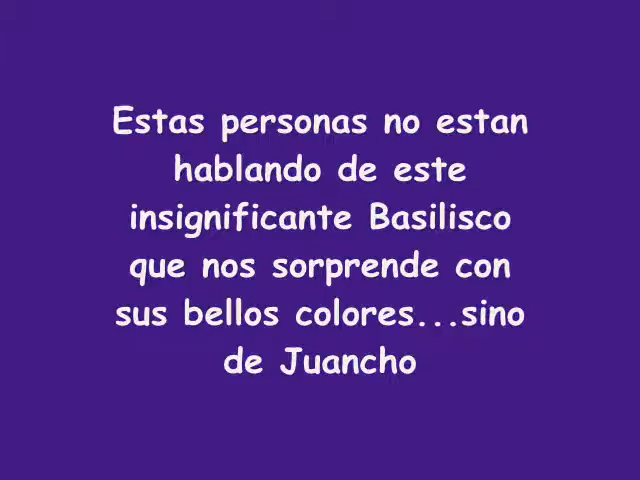 Estas personas no estan
hablando de este
insignificante Basilisco
que nos sorprende con
sus bellos colores...sino
de Juancho